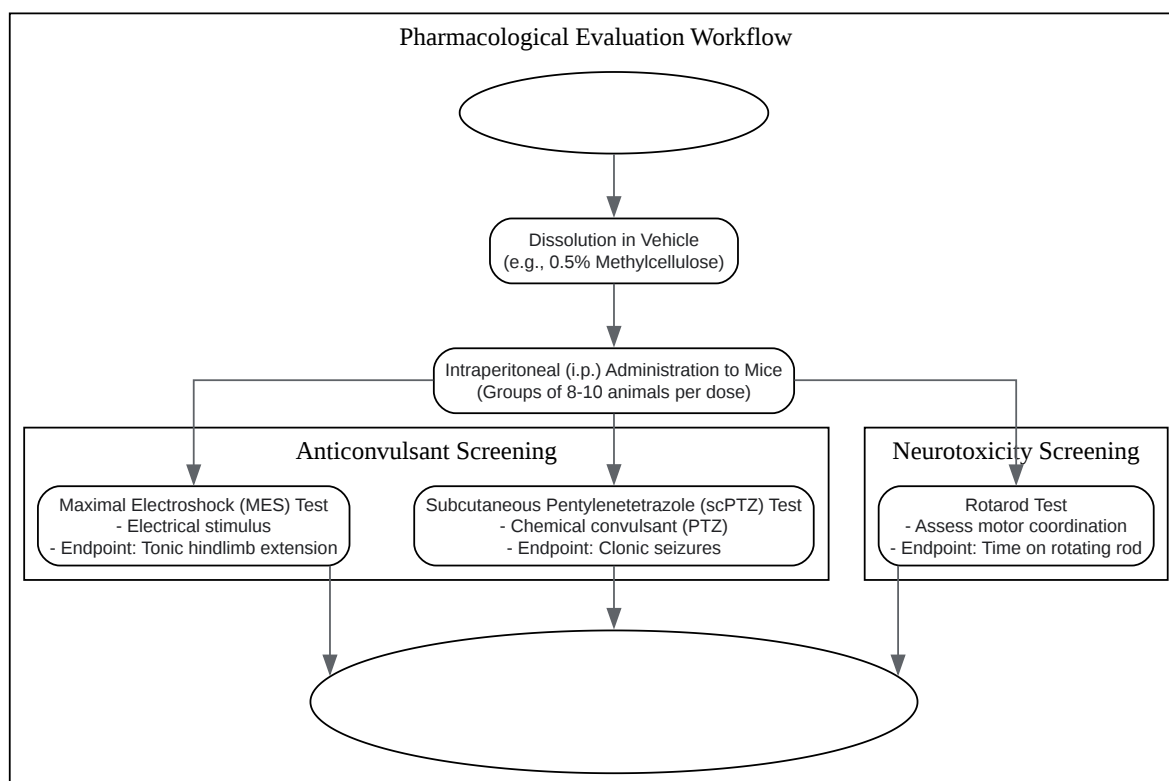 Pharmacological Evaluation Workflow
Dissolution in Vehicle
(e.g., 0.5% Methylcellulose)
Intraperitoneal (i.p.) Administration to Mice
(Groups of 8-10 animals per dose)
Anticonvulsant Screening
Maximal Electroshock (MES) Test
- Electrical stimulus
- Endpoint: Tonic hindlimb extension
Subcutaneous Pentylenetetrazole (scPTZ) Test
- Chemical convulsant (PTZ)
- Endpoint: Clonic seizures
Neurotoxicity Screening
Rotarod Test
- Assess motor coordination
- Endpoint: Time on rotating rod